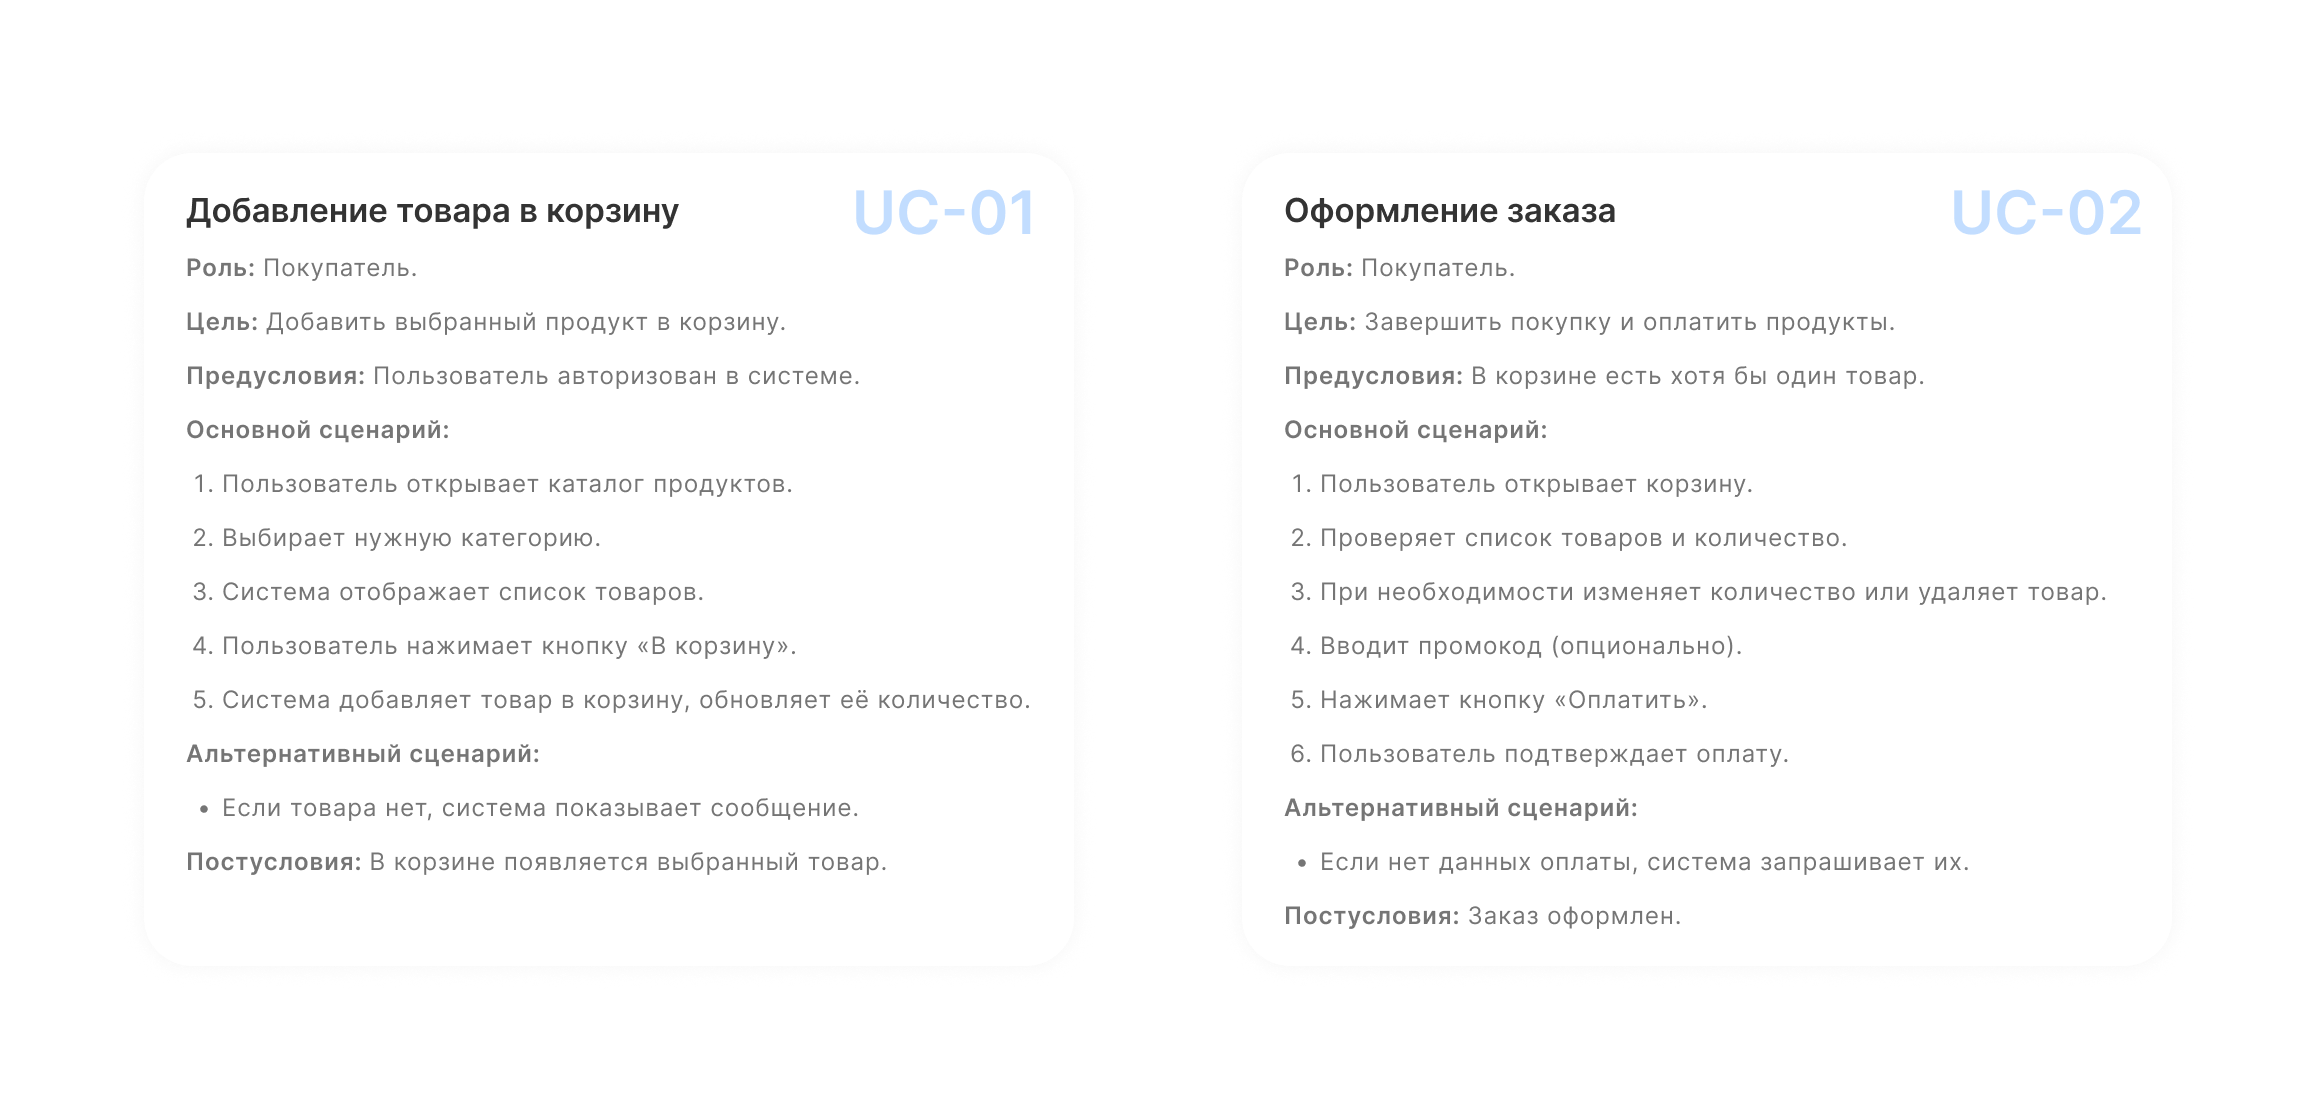 Добавление товара в корзину
UC-01
Роль: Покупатель.
Цель: Добавить выбранный продукт в корзину.
Предусловия: Пользователь авторизован в системе.
Основной сценарий:
1. Пользователь открывает каталог продуктов.
2. Выбирает нужную категорию.
3. Система отображает список товаров.
4. Пользователь нажимает кнопку «В корзину».
5. Система добавляет товар в корзину, обновляет её количество.
Альтернативный сценарий:
• Если товара нет, система показывает сообщение.
Постусловия: В корзине появляется выбранный товар.
Оформление заказа
UC-02
Роль: Покупатель.
Цель: Завершить покупку и оплатить продукты.
Предусловия: В корзине есть хотя бы один товар.
Основной сценарий:
1. Пользователь открывает корзину.
2. Проверяет список товаров и количество.
3. При необходимости изменяет количество или удаляет товар.
4. Вводит промокод (опционально).
5. Нажимает кнопку «Оплатить».
6. Пользователь подтверждает оплату.
Альтернативный сценарий:
• Если нет данных оплаты, система запрашивает их.
Постусловия: Заказ оформлен.